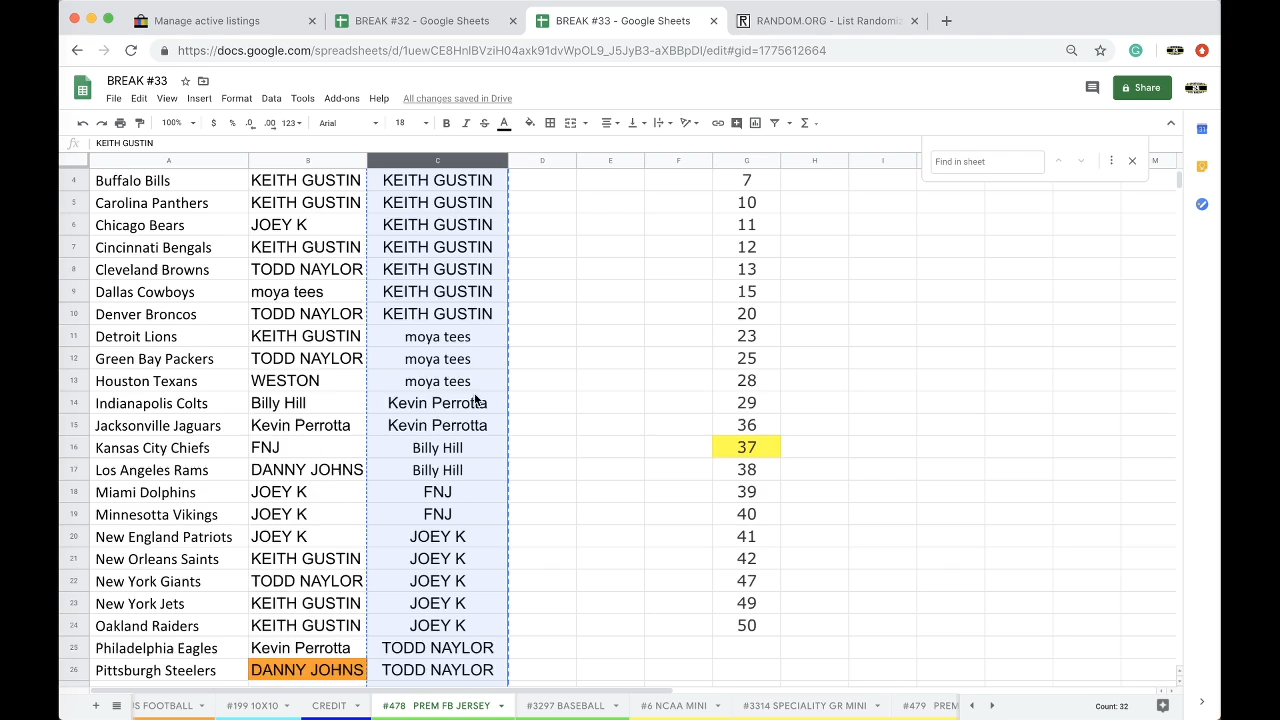 Manage active listings BREAK #32 - Google Sheets BREAK #33 - Google Sheets RANDOM.ORG - List Randomiz
https://docs.google.com/spreadsheets/d/1uewCE8HnIBVziH04axk91dvWpOL9_J5JyB3-aXBBpDI/edit#gid=1775612664
BREAK #33
File Edit View Insert Format Data Tools Add-ons Help All changes saved in Drive
Share
100% $ % .0 .00 123 Arial 18 B I S A
fx KEITH GUSTIN
Find in sheet
A B C D E F G H I M
4 Buffalo Bills KEITH GUSTIN KEITH GUSTIN 7
5 Carolina Panthers KEITH GUSTIN KEITH GUSTIN 10
6 Chicago Bears JOEY K KEITH GUSTIN 11
7 Cincinnati Bengals KEITH GUSTIN KEITH GUSTIN 12
8 Cleveland Browns TODD NAYLOR KEITH GUSTIN 13
9 Dallas Cowboys moya tees KEITH GUSTIN 15
10 Denver Broncos TODD NAYLOR KEITH GUSTIN 20
11 Detroit Lions KEITH GUSTIN moya tees 23
12 Green Bay Packers TODD NAYLOR moya tees 25
13 Houston Texans WESTON moya tees 28
14 Indianapolis Colts Billy Hill Kevin Perrotta 29
15 Jacksonville Jaguars Kevin Perrotta Kevin Perrotta 36
16 Kansas City Chiefs FNJ Billy Hill 37
17 Los Angeles Rams DANNY JOHNS Billy Hill 38
18 Miami Dolphins JOEY K FNJ 39
19 Minnesotta Vikings JOEY K FNJ 40
20 New England Patriots JOEY K JOEY K 41
21 New Orleans Saints KEITH GUSTIN JOEY K 42
22 New York Giants TODD NAYLOR JOEY K 47
23 New York Jets KEITH GUSTIN JOEY K 49
24 Oakland Raiders KEITH GUSTIN JOEY K 50
25 Philadelphia Eagles Kevin Perrotta TODD NAYLOR
26 Pittsburgh Steelers DANNY JOHNS TODD NAYLOR
S FOOTBALL #199 10X10 CREDIT #478 PREM FB JERSEY #3297 BASEBALL #6 NCAA MINI #3314 SPECIALITY GR MINI #479 PREM Count: 32